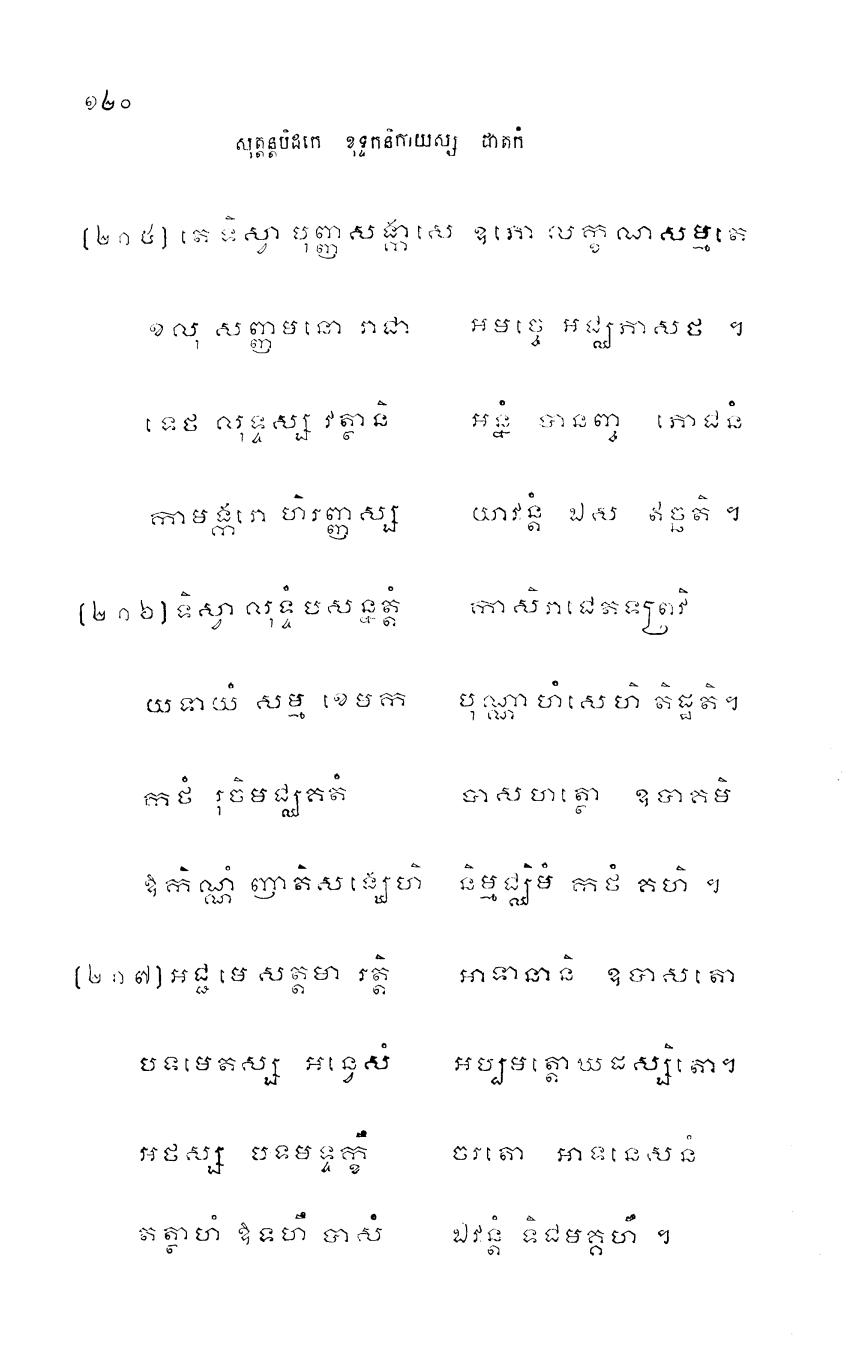 ១២០
សុត្តន្តបិដកេ ខុទ្ទកនិកាយស្ស ជាតកំ
(២១៥) តេ ទិស្វា បុញ្ញសង្កាសេ ឧភោ លក្ខណសម្មតេ
ខលុ សញ្ញមនោ រាជា អមច្ចេ អជ្ឈភាសថ ។
ទេថ លុទ្ទស្ស វត្ថានិ អន្នំ បានញ្ច ភោជនំ
កាមង្ករោ ហិរញ្ញស្ស យាវន្តំ ឯស ឥច្ឆតិ ។
(២១៦) ទិស្វា លុទ្ទំ បសន្នត្តំ កាសិរាជេតទព្រវិ
យទាយំ សម្ម ខេមក បុណ្ណា ហំសេហិ តិដ្ឋតិ។
កថំ រុចិមជ្ឈគតំ បាសហត្ថោ ឧបាគមិ
ឱកិណ្ណំ ញាតិសង្ឃេហិ និម្មជ្ឈិមំ កថំ គហិ ។
(២១៧) អជ្ជ មេ សត្តមា រត្តិ អាទានានិ ឧបាសតោ
បទមេតស្ស អន្វេសំ អប្បមត្តោ ឃដស្សិតោ។
អថស្ស បទមទ្ទក្ខឹ ចរតោ អាទនេសនំ
តត្ថាហំ ឱទហឹ បាសំ ឯវន្តំ ទិជមគ្គហឹ ។